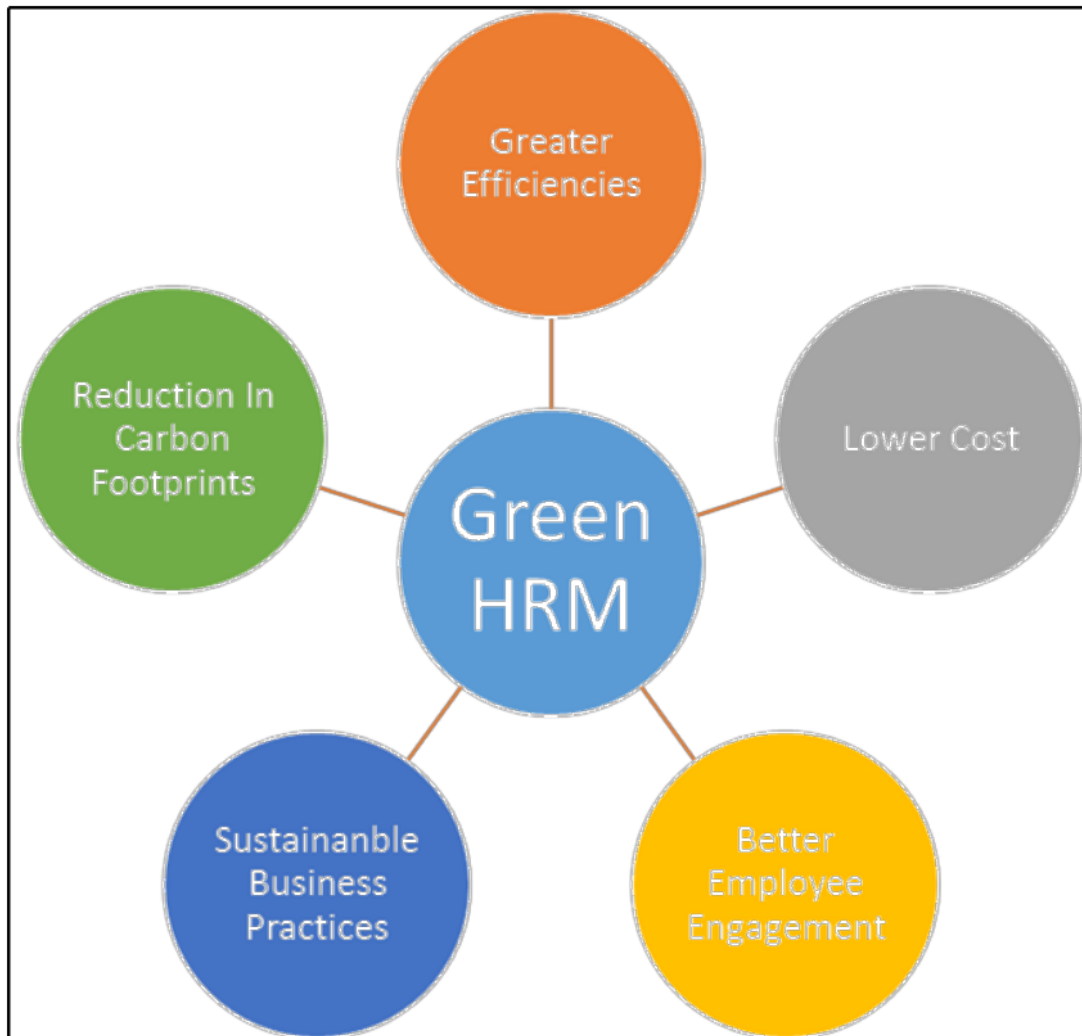 Greater
Efficiencies
Lower Cost
Better
Employee
Engagement
Sustainanble
Business
Practices
Reduction In
Carbon
Footprints
Green
HRM